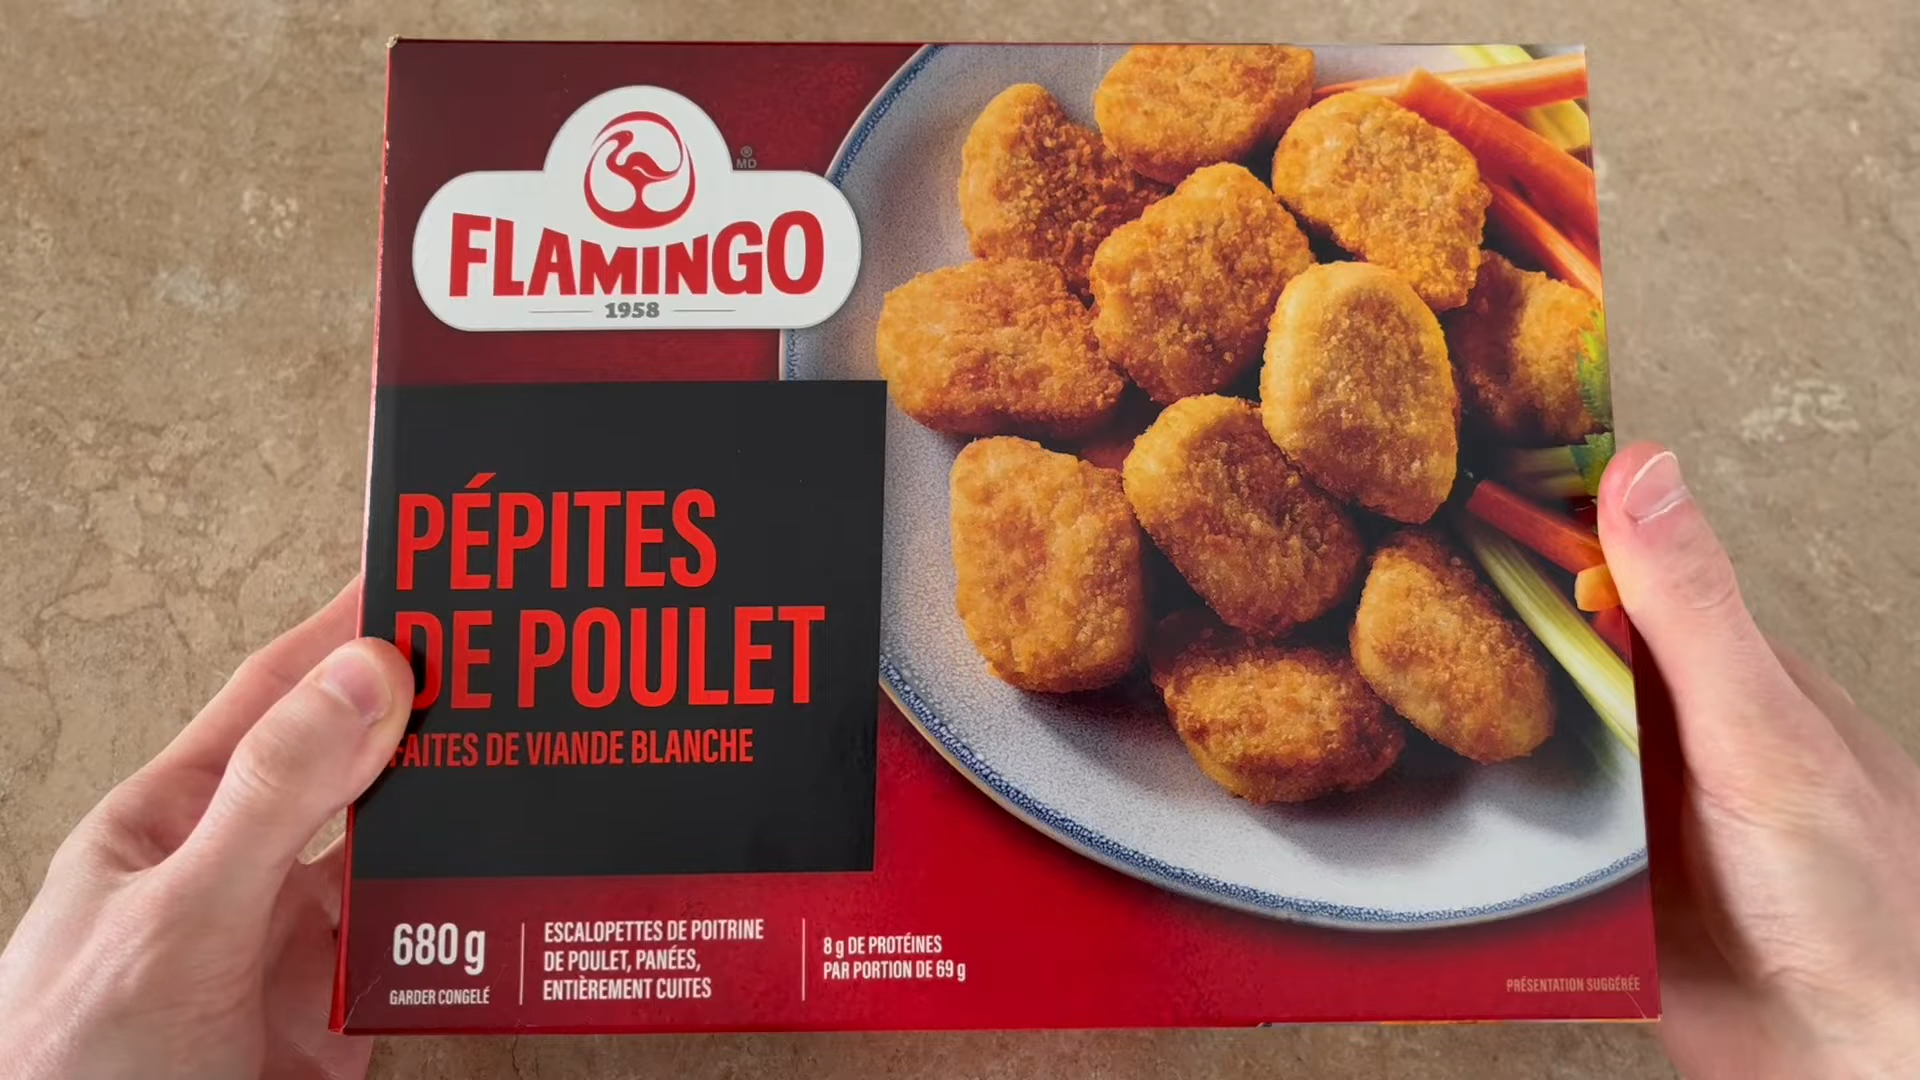 FLAMINGO
® MD
1958
PÉPITES
DE POULET
FAITES DE VIANDE BLANCHE
680 g
GARDER CONGELÉ
ESCALOPETTES DE POITRINE
DE POULET, PANÉES,
ENTIÈREMENT CUITES
8 g DE PROTÉINES
PAR PORTION DE 69 g
PRÉSENTATION SUGGÉRÉE